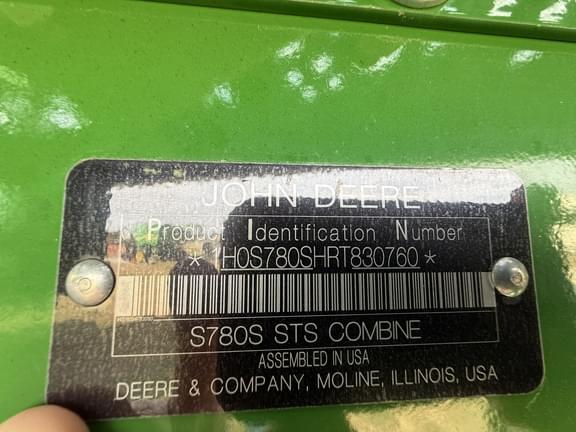 JOHN DEERE
Product Identification Number
*1H0S780SHRT830760*
S780S STS COMBINE
ASSEMBLED IN USA
DEERE & COMPANY, MOLINE, ILLINOIS, USA